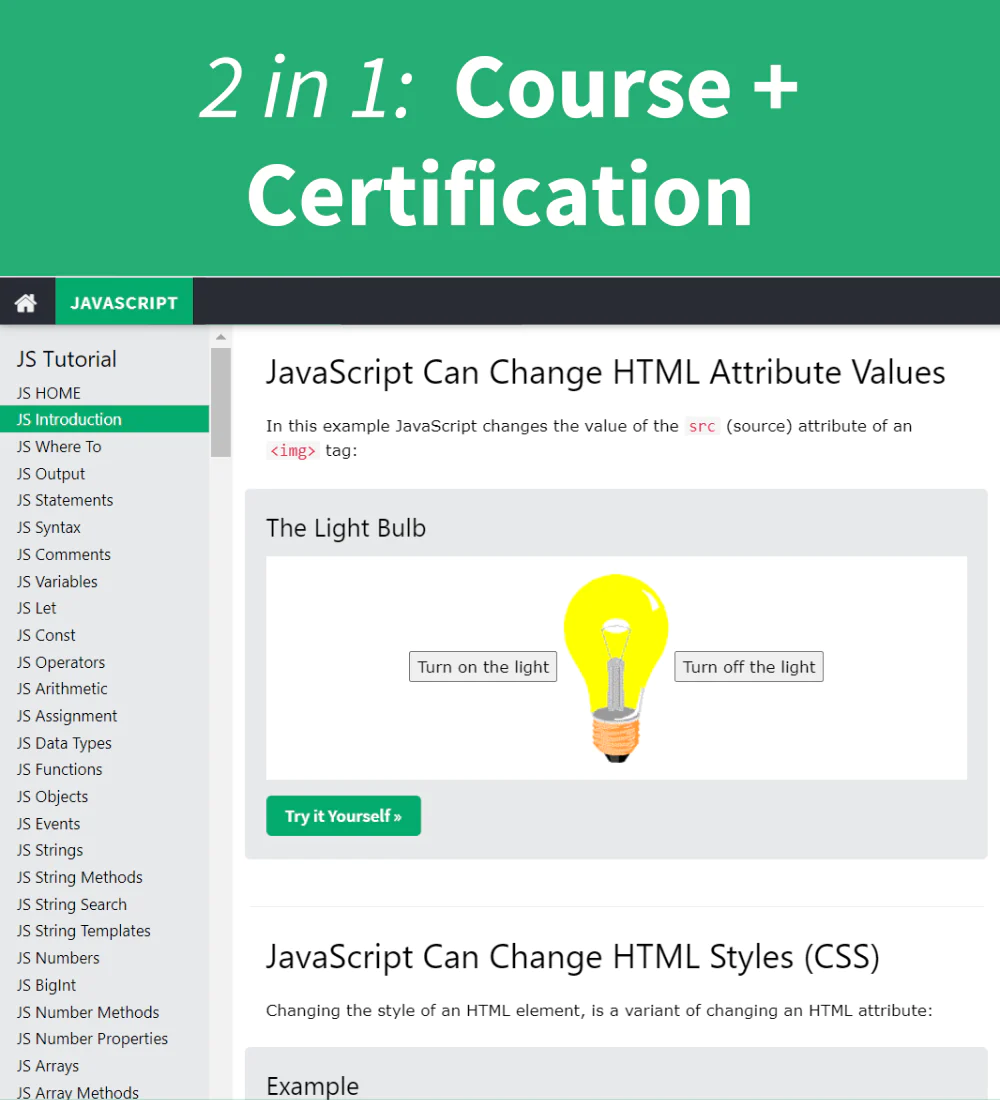 2 in 1: Course +
Certification
JAVASCRIPT
JS Tutorial
JS HOME
JS Introduction
JS Where To
JS Output
JS Statements
JS Syntax
JS Comments
JS Variables
JS Let
JS Const
JS Operators
JS Arithmetic
JS Assignment
JS Data Types
JS Functions
JS Objects
JS Events
JS Strings
JS String Methods
JS String Search
JS String Templates
JS Numbers
JS BigInt
JS Number Methods
JS Number Properties
JS Arrays
JS Array Methods
JavaScript Can Change HTML Attribute Values
In this example JavaScript changes the value of the src (source) attribute of an
<img> tag:
The Light Bulb
Turn on the light
Turn off the light
Try it Yourself »
JavaScript Can Change HTML Styles (CSS)
Changing the style of an HTML element, is a variant of changing an HTML attribute:
Example